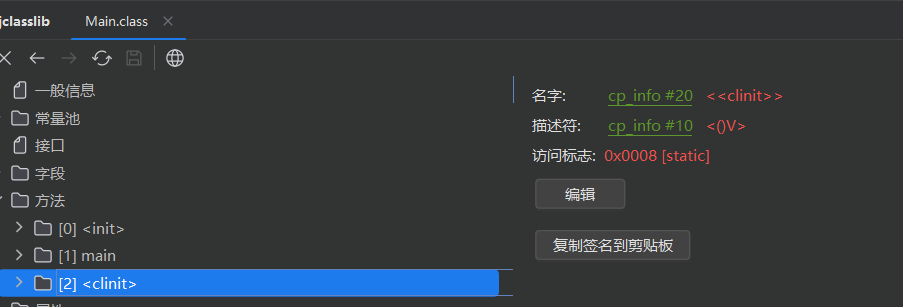 jclasslib
Main.class
一般信息
常量池
接口
字段
方法
[0] <init>
[1] main
[2] <clinit>
名字: cp_info #20 <<clinit>>
描述符: cp_info #10 <()V>
访问标志: 0x0008 [static]
编辑
复制签名到剪贴板